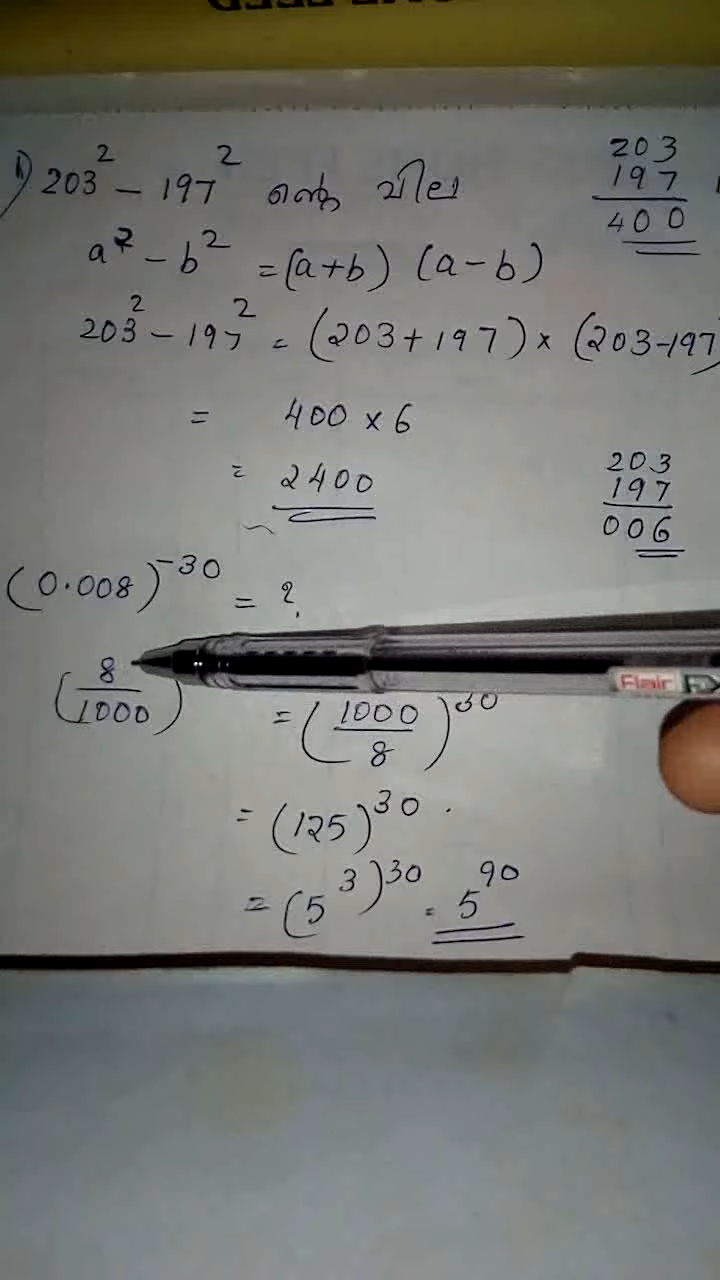 1) 203² - 197² ന്റെ വില
a² - b² = (a+b) (a-b)
203² - 197² = (203+197) × (203-197
= 400 × 6
= 2400
203
197
400
203
197
006
(0.008)⁻³⁰ = ?
(8/1000) = (1000/8)³⁰
= (125)³⁰.
= (5³)³⁰ = 5⁹⁰
Flair